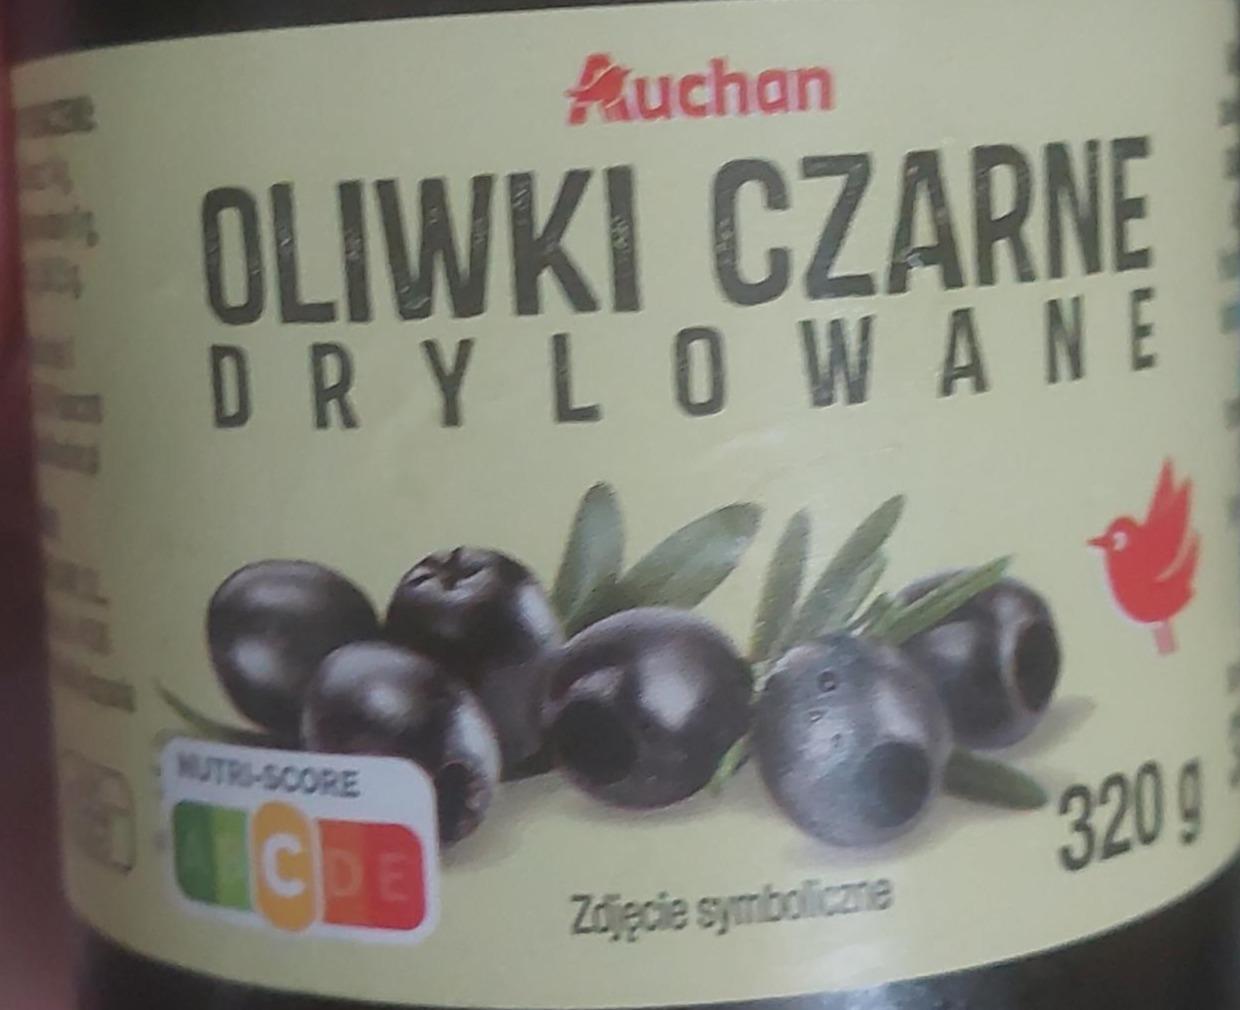 Auchan
OLIWKI CZARNE
DRYLOWANE
NUTRI-SCORE
A B C D E
320 g
Zdjęcie symboliczne